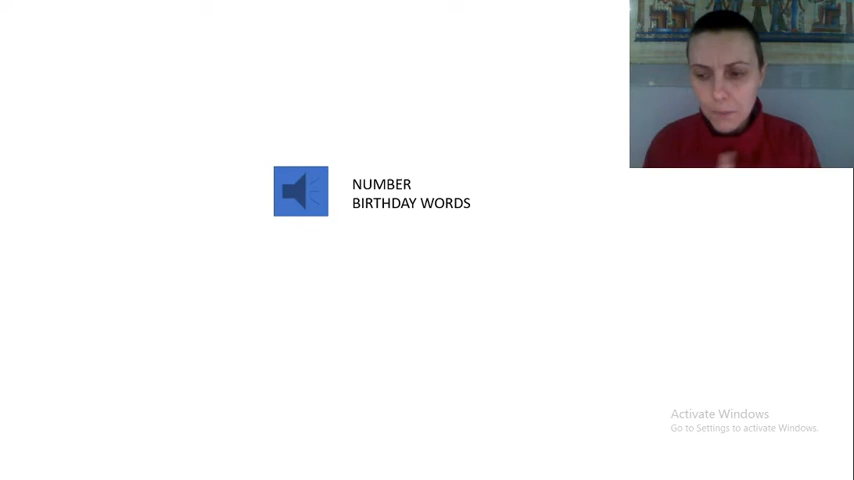 NUMBER
BIRTHDAY WORDS
Activate Windows
Go to Settings to activate Windows.